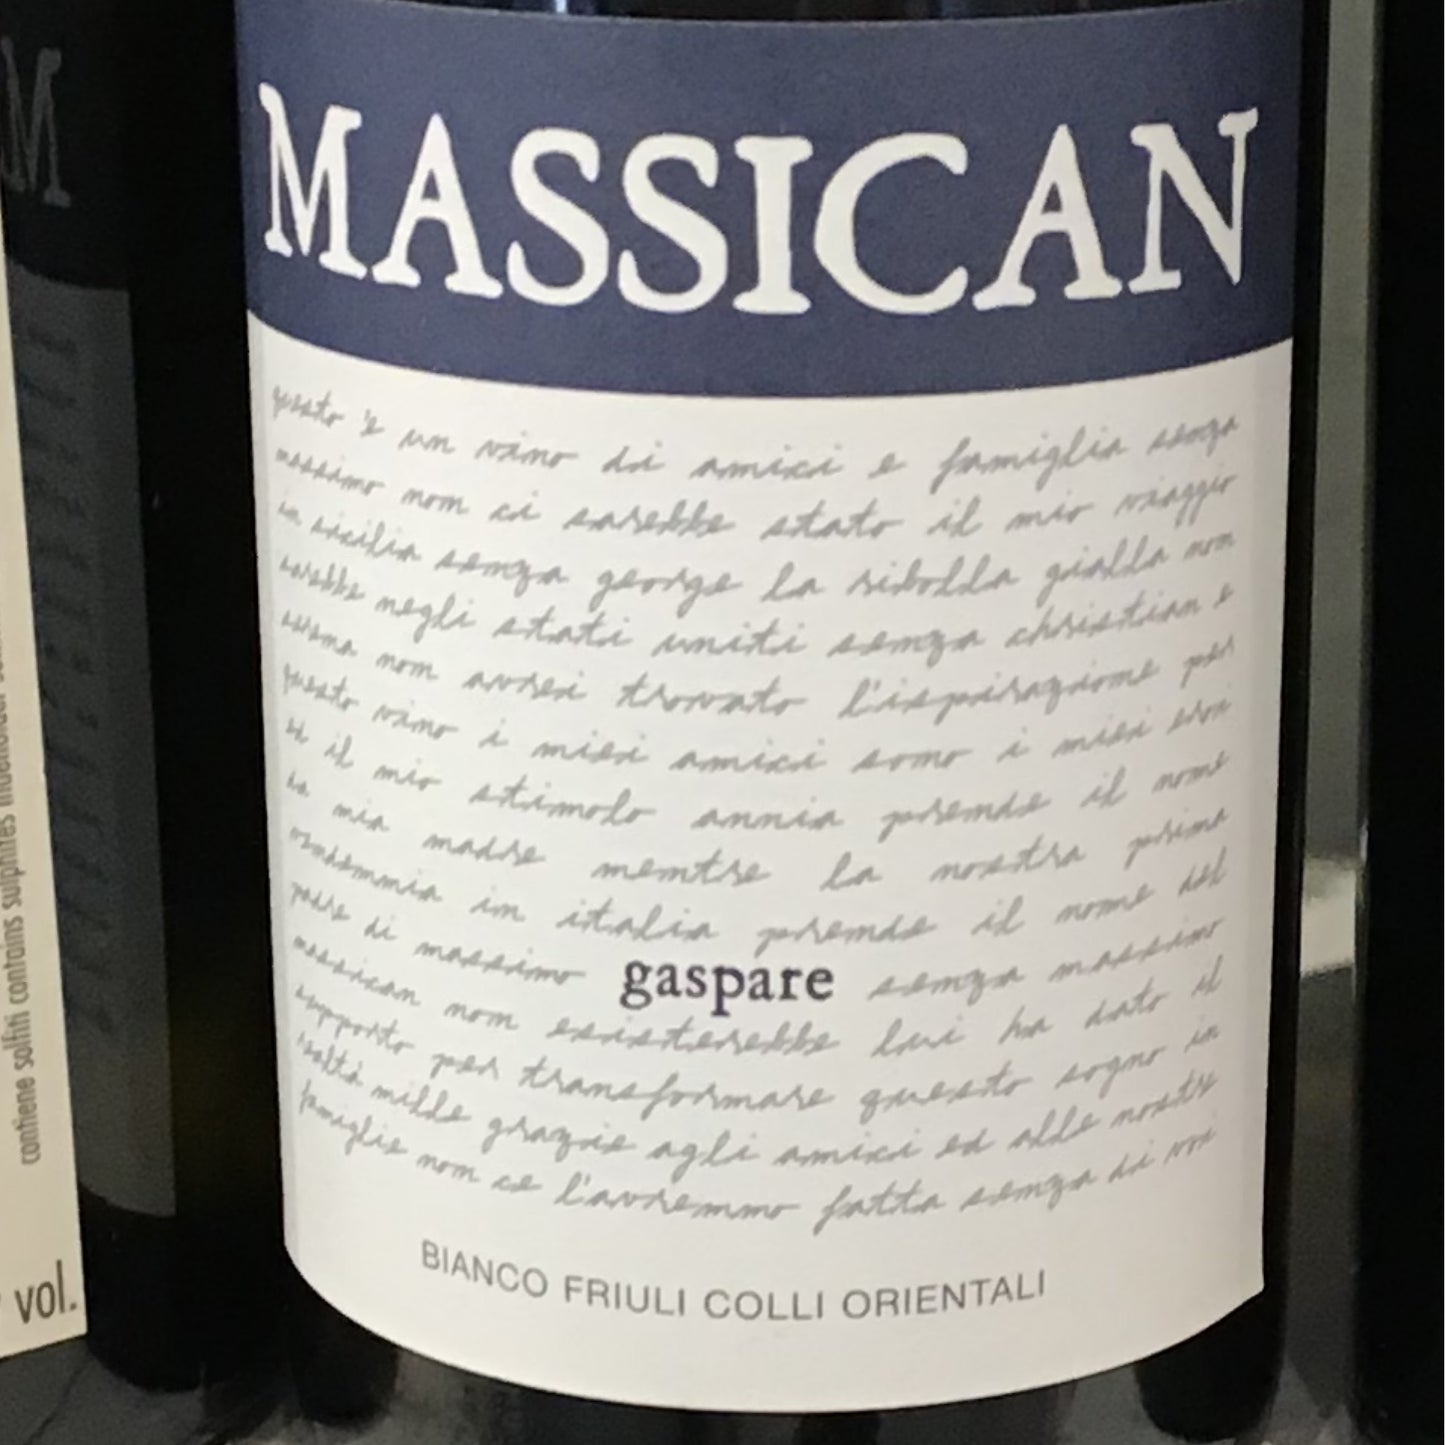 M
MASSICAN
questo 'e un vino di amici e famiglia senza
massimo non ci sarebbe stato il mio viaggio
in sicilia senza george la ribolla gialla non
sarebbe negli stati uniti senza christian e
non avrei trovato l'ispirazione per
questo vino i miei amici sono i miei eroi
ed il mio stimolo annia prende il nome
da mia madre mentre la nostra prima
vendemmia in italia prende il nome del
padre di massimo gaspare senza massimo
massican non esisterebbe lui ha dato il
supporto per transformare questo sogno in
realtà mille grazie agli amici ed alle nostre
famiglie non ce l'avremmo fatta senza di voi
BIANCO FRIULI COLLI ORIENTALI
contiene solfiti contains sulphites
vol.